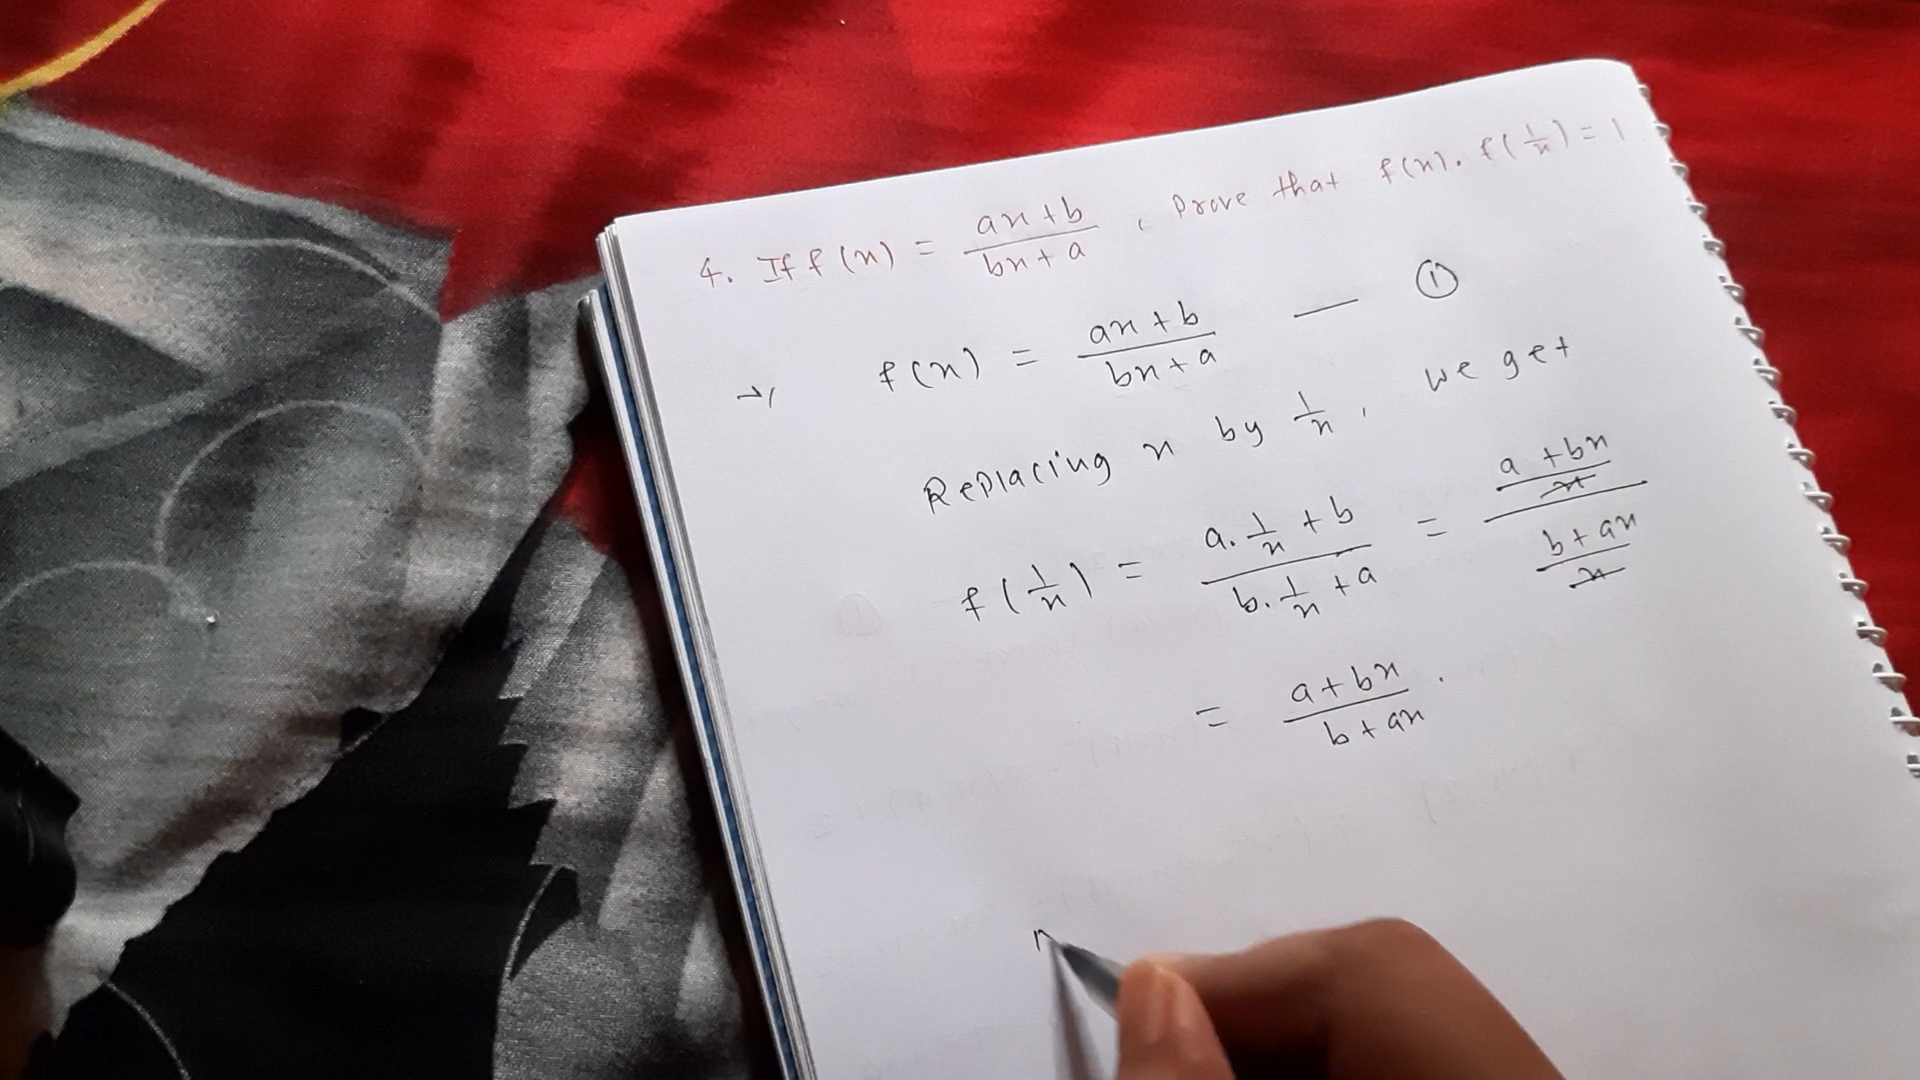 4. If f(x) = (ax + b)/(bx + a), Prove that f(x). f(1/x) = 1
→ f(x) = (ax + b)/(bx + a) — ①
Replacing x by 1/x, we get
f(1/x) = (a. 1/x + b)/(b. 1/x + a) = ((a + bx)/x)/((b + ax)/x)
= (a + bx)/(b + ax).